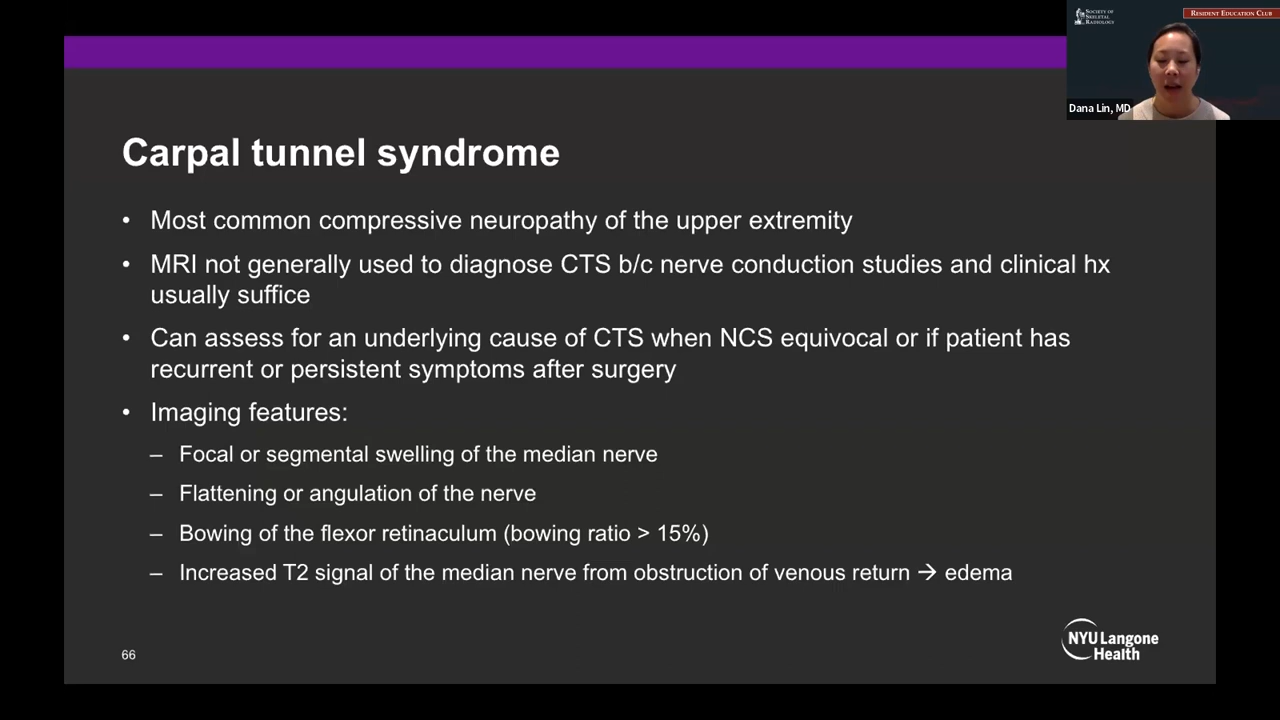 SOCIETY OF
SKELETAL
RADIOLOGY
RESIDENT EDUCATION CLUB
Dana Lin, MD
Carpal tunnel syndrome
• Most common compressive neuropathy of the upper extremity
• MRI not generally used to diagnose CTS b/c nerve conduction studies and clinical hx
usually suffice
• Can assess for an underlying cause of CTS when NCS equivocal or if patient has
recurrent or persistent symptoms after surgery
• Imaging features:
– Focal or segmental swelling of the median nerve
– Flattening or angulation of the nerve
– Bowing of the flexor retinaculum (bowing ratio > 15%)
– Increased T2 signal of the median nerve from obstruction of venous return → edema
66
NYU Langone
Health